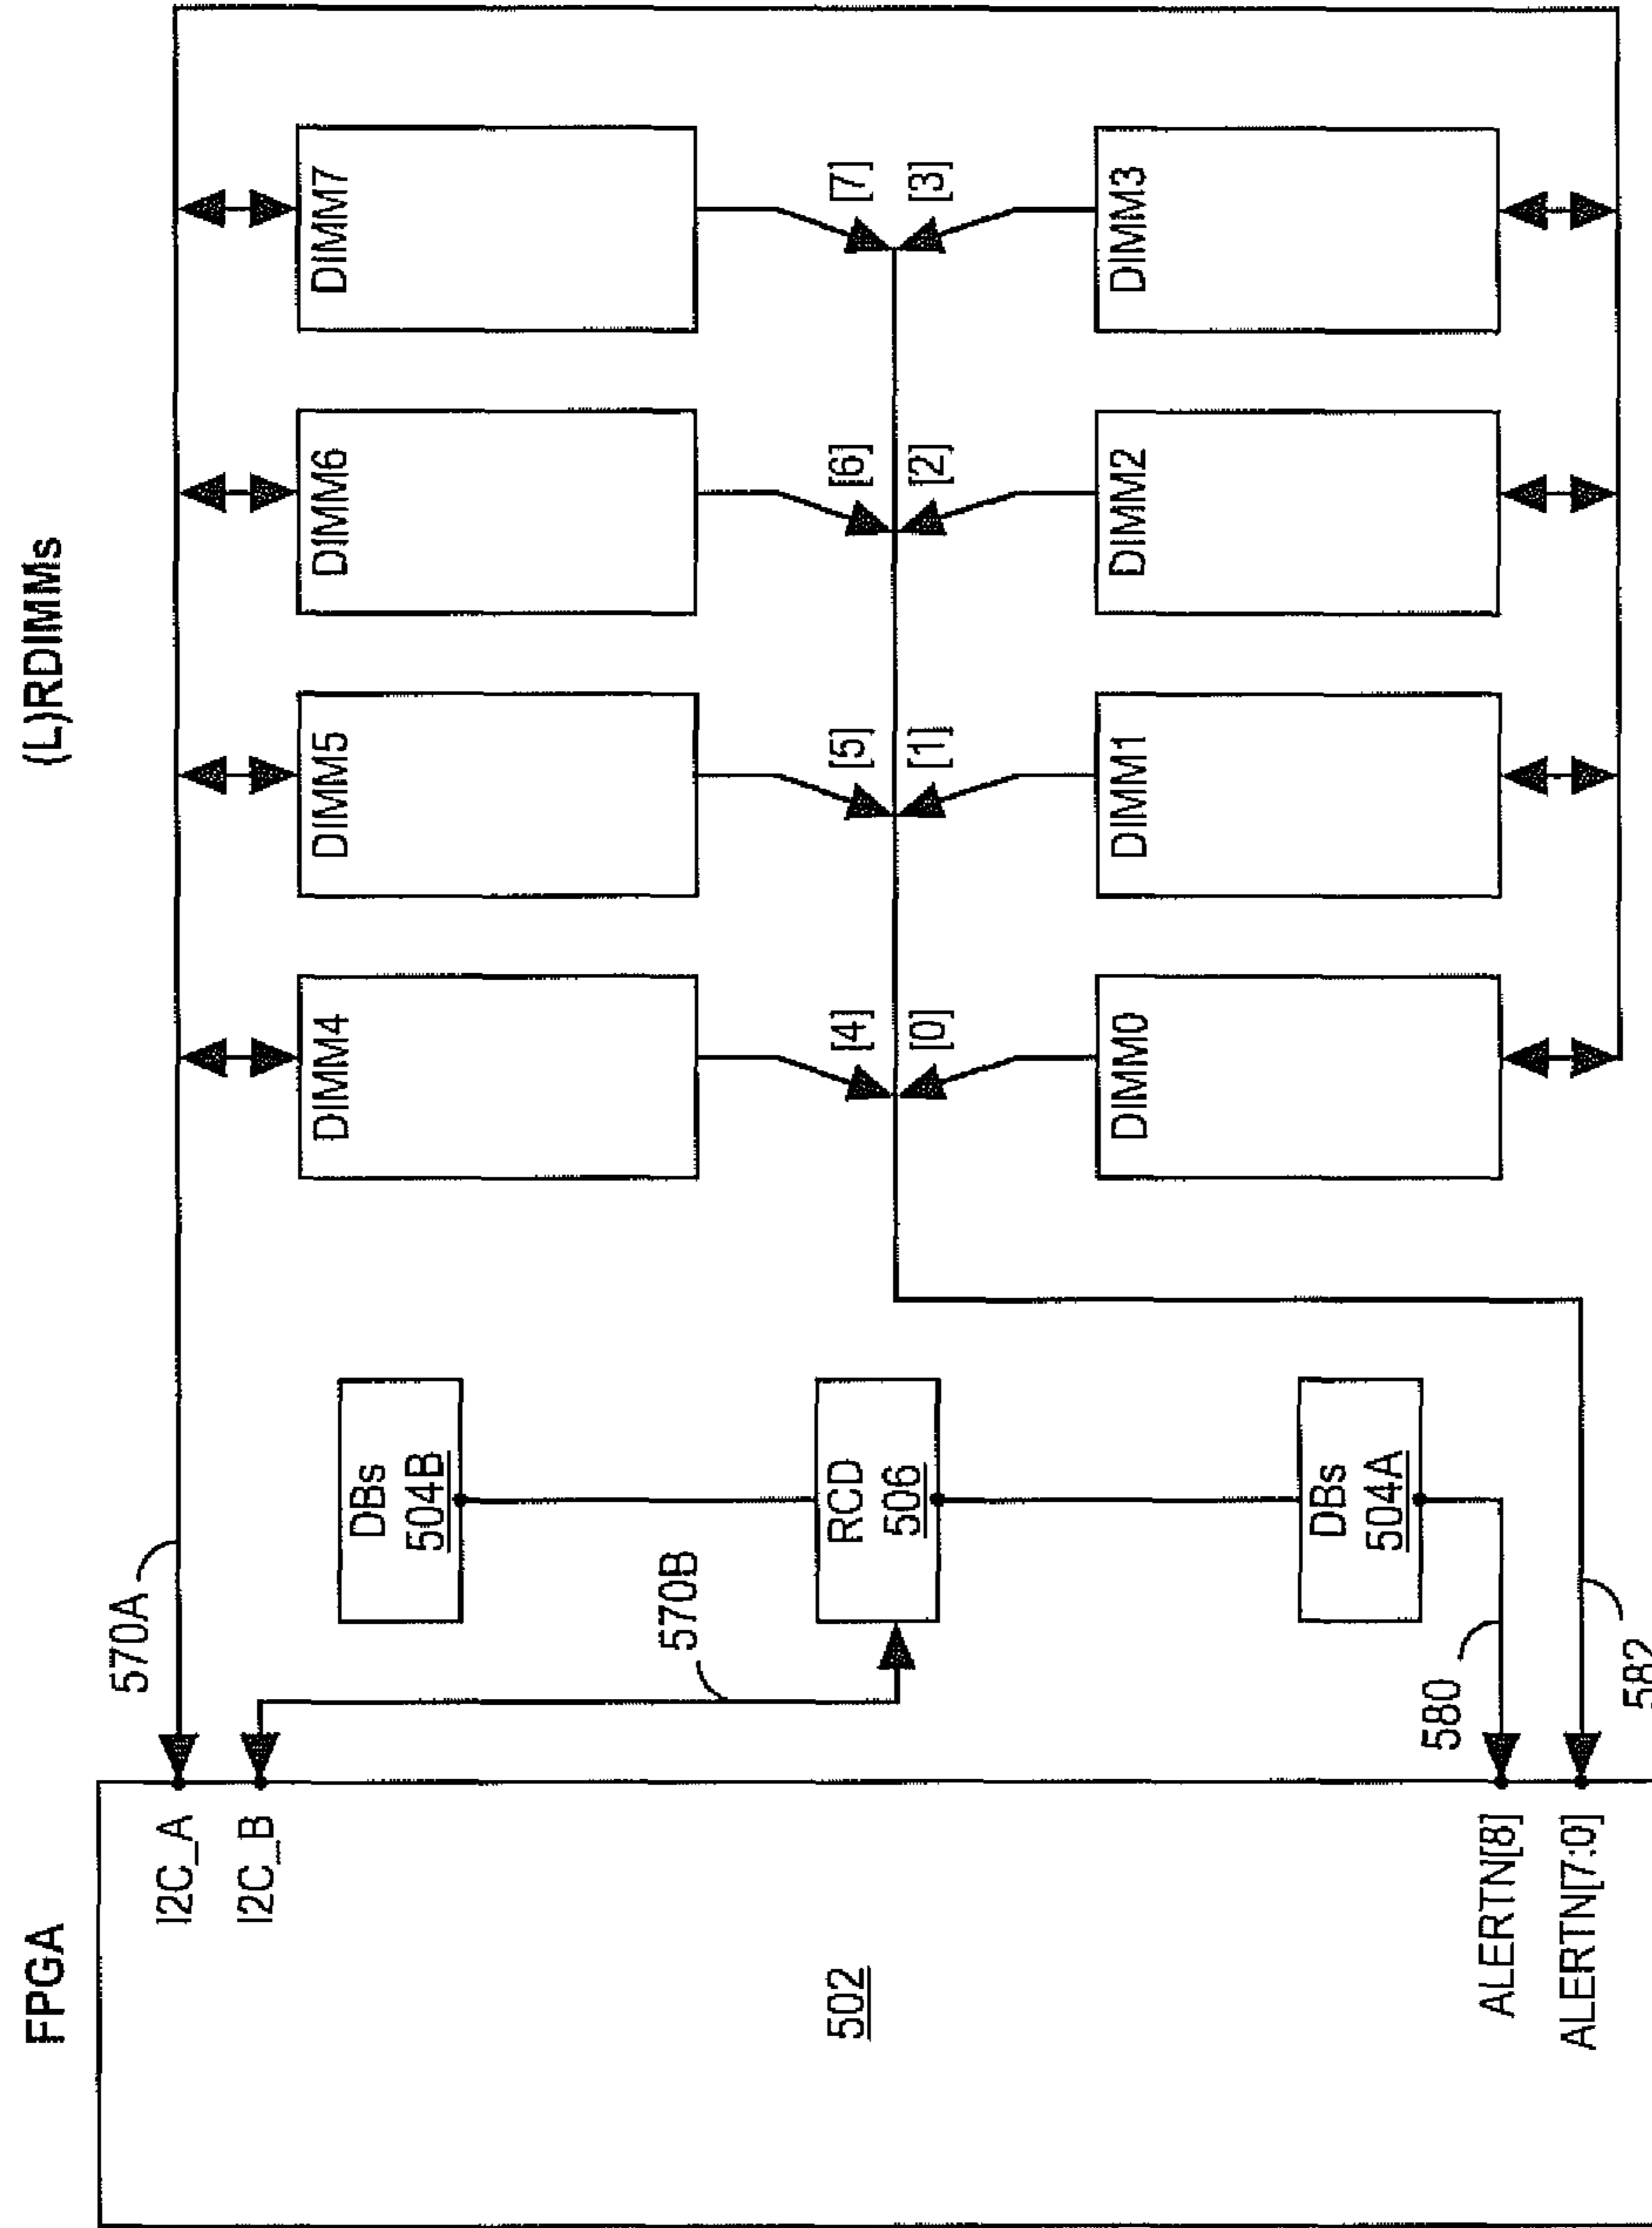 FPGA
(L)RDIMMs
I2C_A
570A
I2C_B
DBs
504B
DIMM4
DIMM5
DIMM6
DIMM7
570B
502
RCD
506
[4]
[5]
[6]
[7]
[0]
[1]
[2]
[3]
DIMM0
DIMM1
DIMM2
DIMM3
DBs
504A
580
ALERTN[8]
ALERTN[7:0]
582